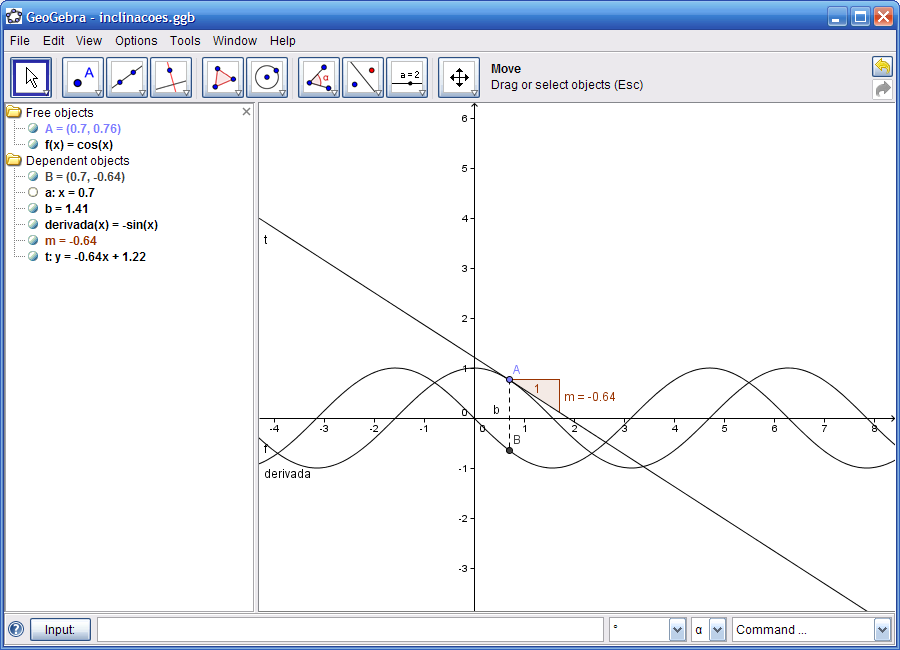 GeoGebra - inclinacoes.ggb
File Edit View Options Tools Window Help
A
α
a = 2
Move
Drag or select objects (Esc)
Free objects
A = (0.7, 0.76)
f(x) = cos(x)
Dependent objects
B = (0.7, -0.64)
a: x = 0.7
b = 1.41
derivada(x) = -sin(x)
m = -0.64
t: y = -0.64x + 1.22
6
5
4
t
3
2
A
1
1
m = -0.64
b
0
-4 -3 -2 -1 0 1 2 3 4 5 6 7 8
B
f
-1
derivada
-2
-3
Input:
°
α
Command ...